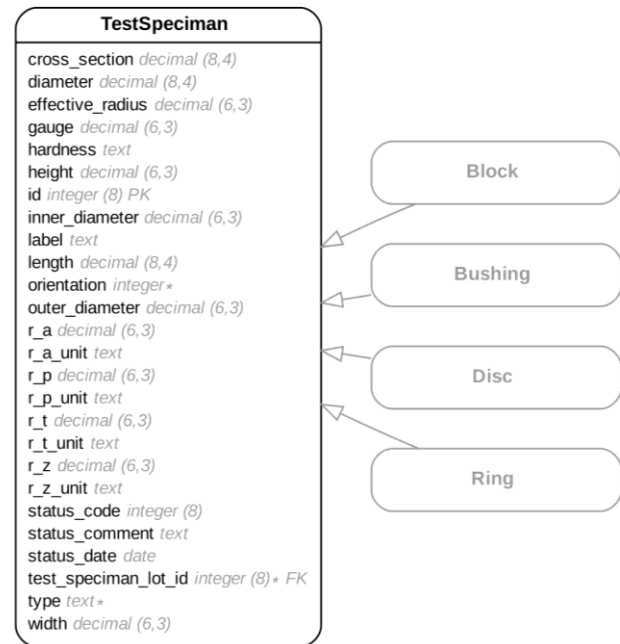 TestSpeciman
cross_section decimal (8,4)
diameter decimal (8,4)
effective_radius decimal (6,3)
gauge decimal (6,3)
hardness text
height decimal (6,3)
id integer (8) PK
inner_diameter decimal (6,3)
label text
length decimal (8,4)
orientation integer*
outer_diameter decimal (6,3)
r_a decimal (6,3)
r_a_unit text
r_p decimal (6,3)
r_p_unit text
r_t decimal (6,3)
r_t_unit text
r_z decimal (6,3)
r_z_unit text
status_code integer (8)
status_comment text
status_date date
test_speciman_lot_id integer (8)* FK
type text*
width decimal (6,3)
Block
Bushing
Disc
Ring